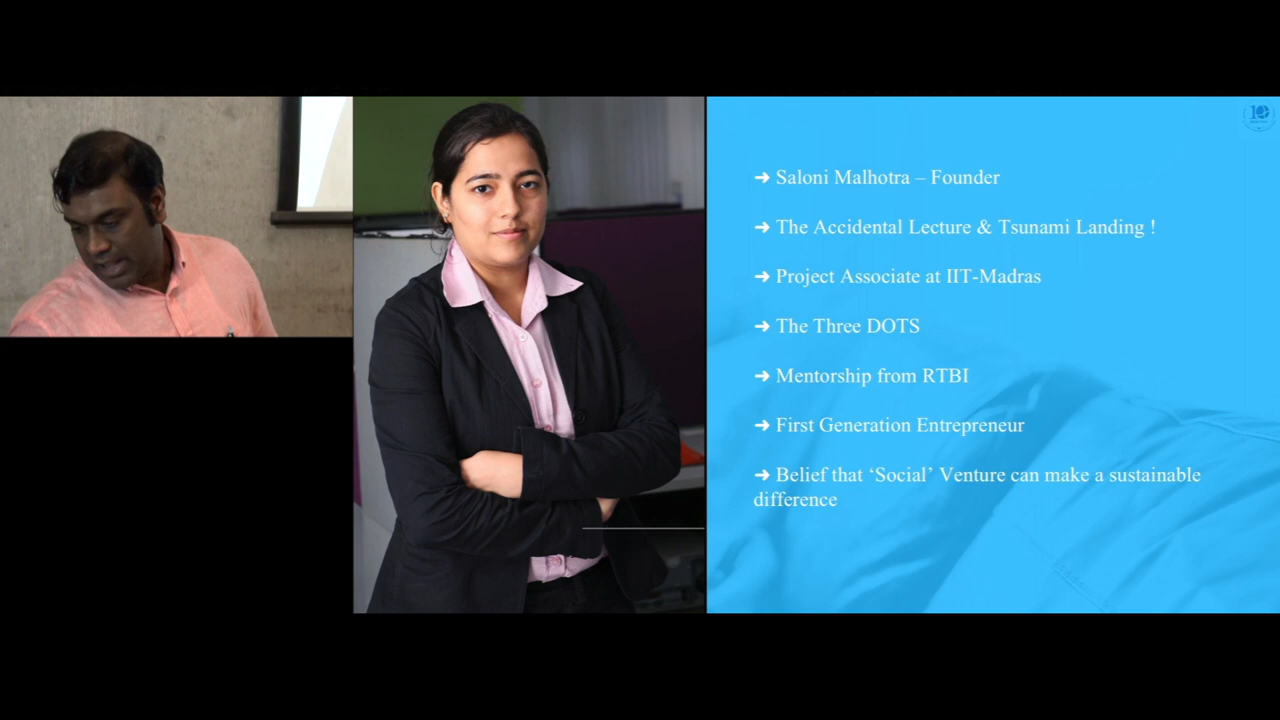 ➜ Saloni Malhotra – Founder
➜ The Accidental Lecture & Tsunami Landing !
➜ Project Associate at IIT-Madras
➜ The Three DOTS
➜ Mentorship from RTBI
➜ First Generation Entrepreneur
➜ Belief that ‘Social’ Venture can make a sustainable
difference